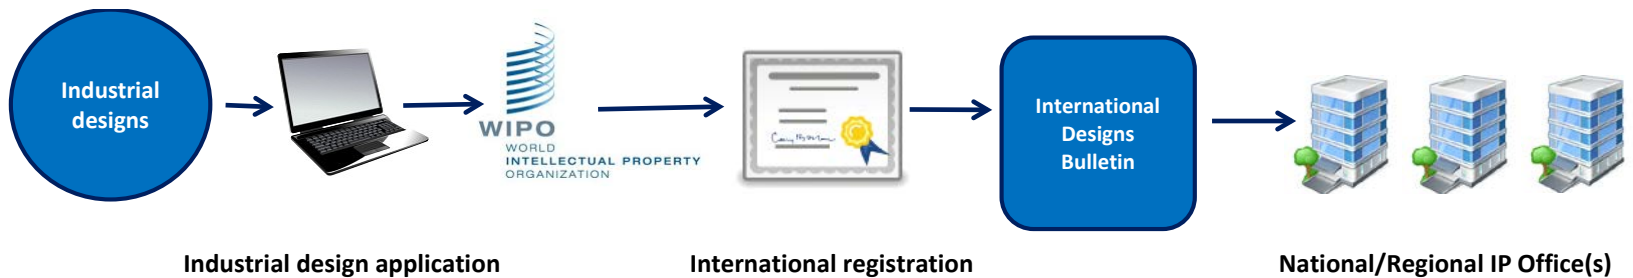 Industrial
designs
WIPO
WORLD
INTELLECTUAL PROPERTY
ORGANIZATION
International
Designs
Bulletin
Industrial design application
International registration
National/Regional IP Office(s)